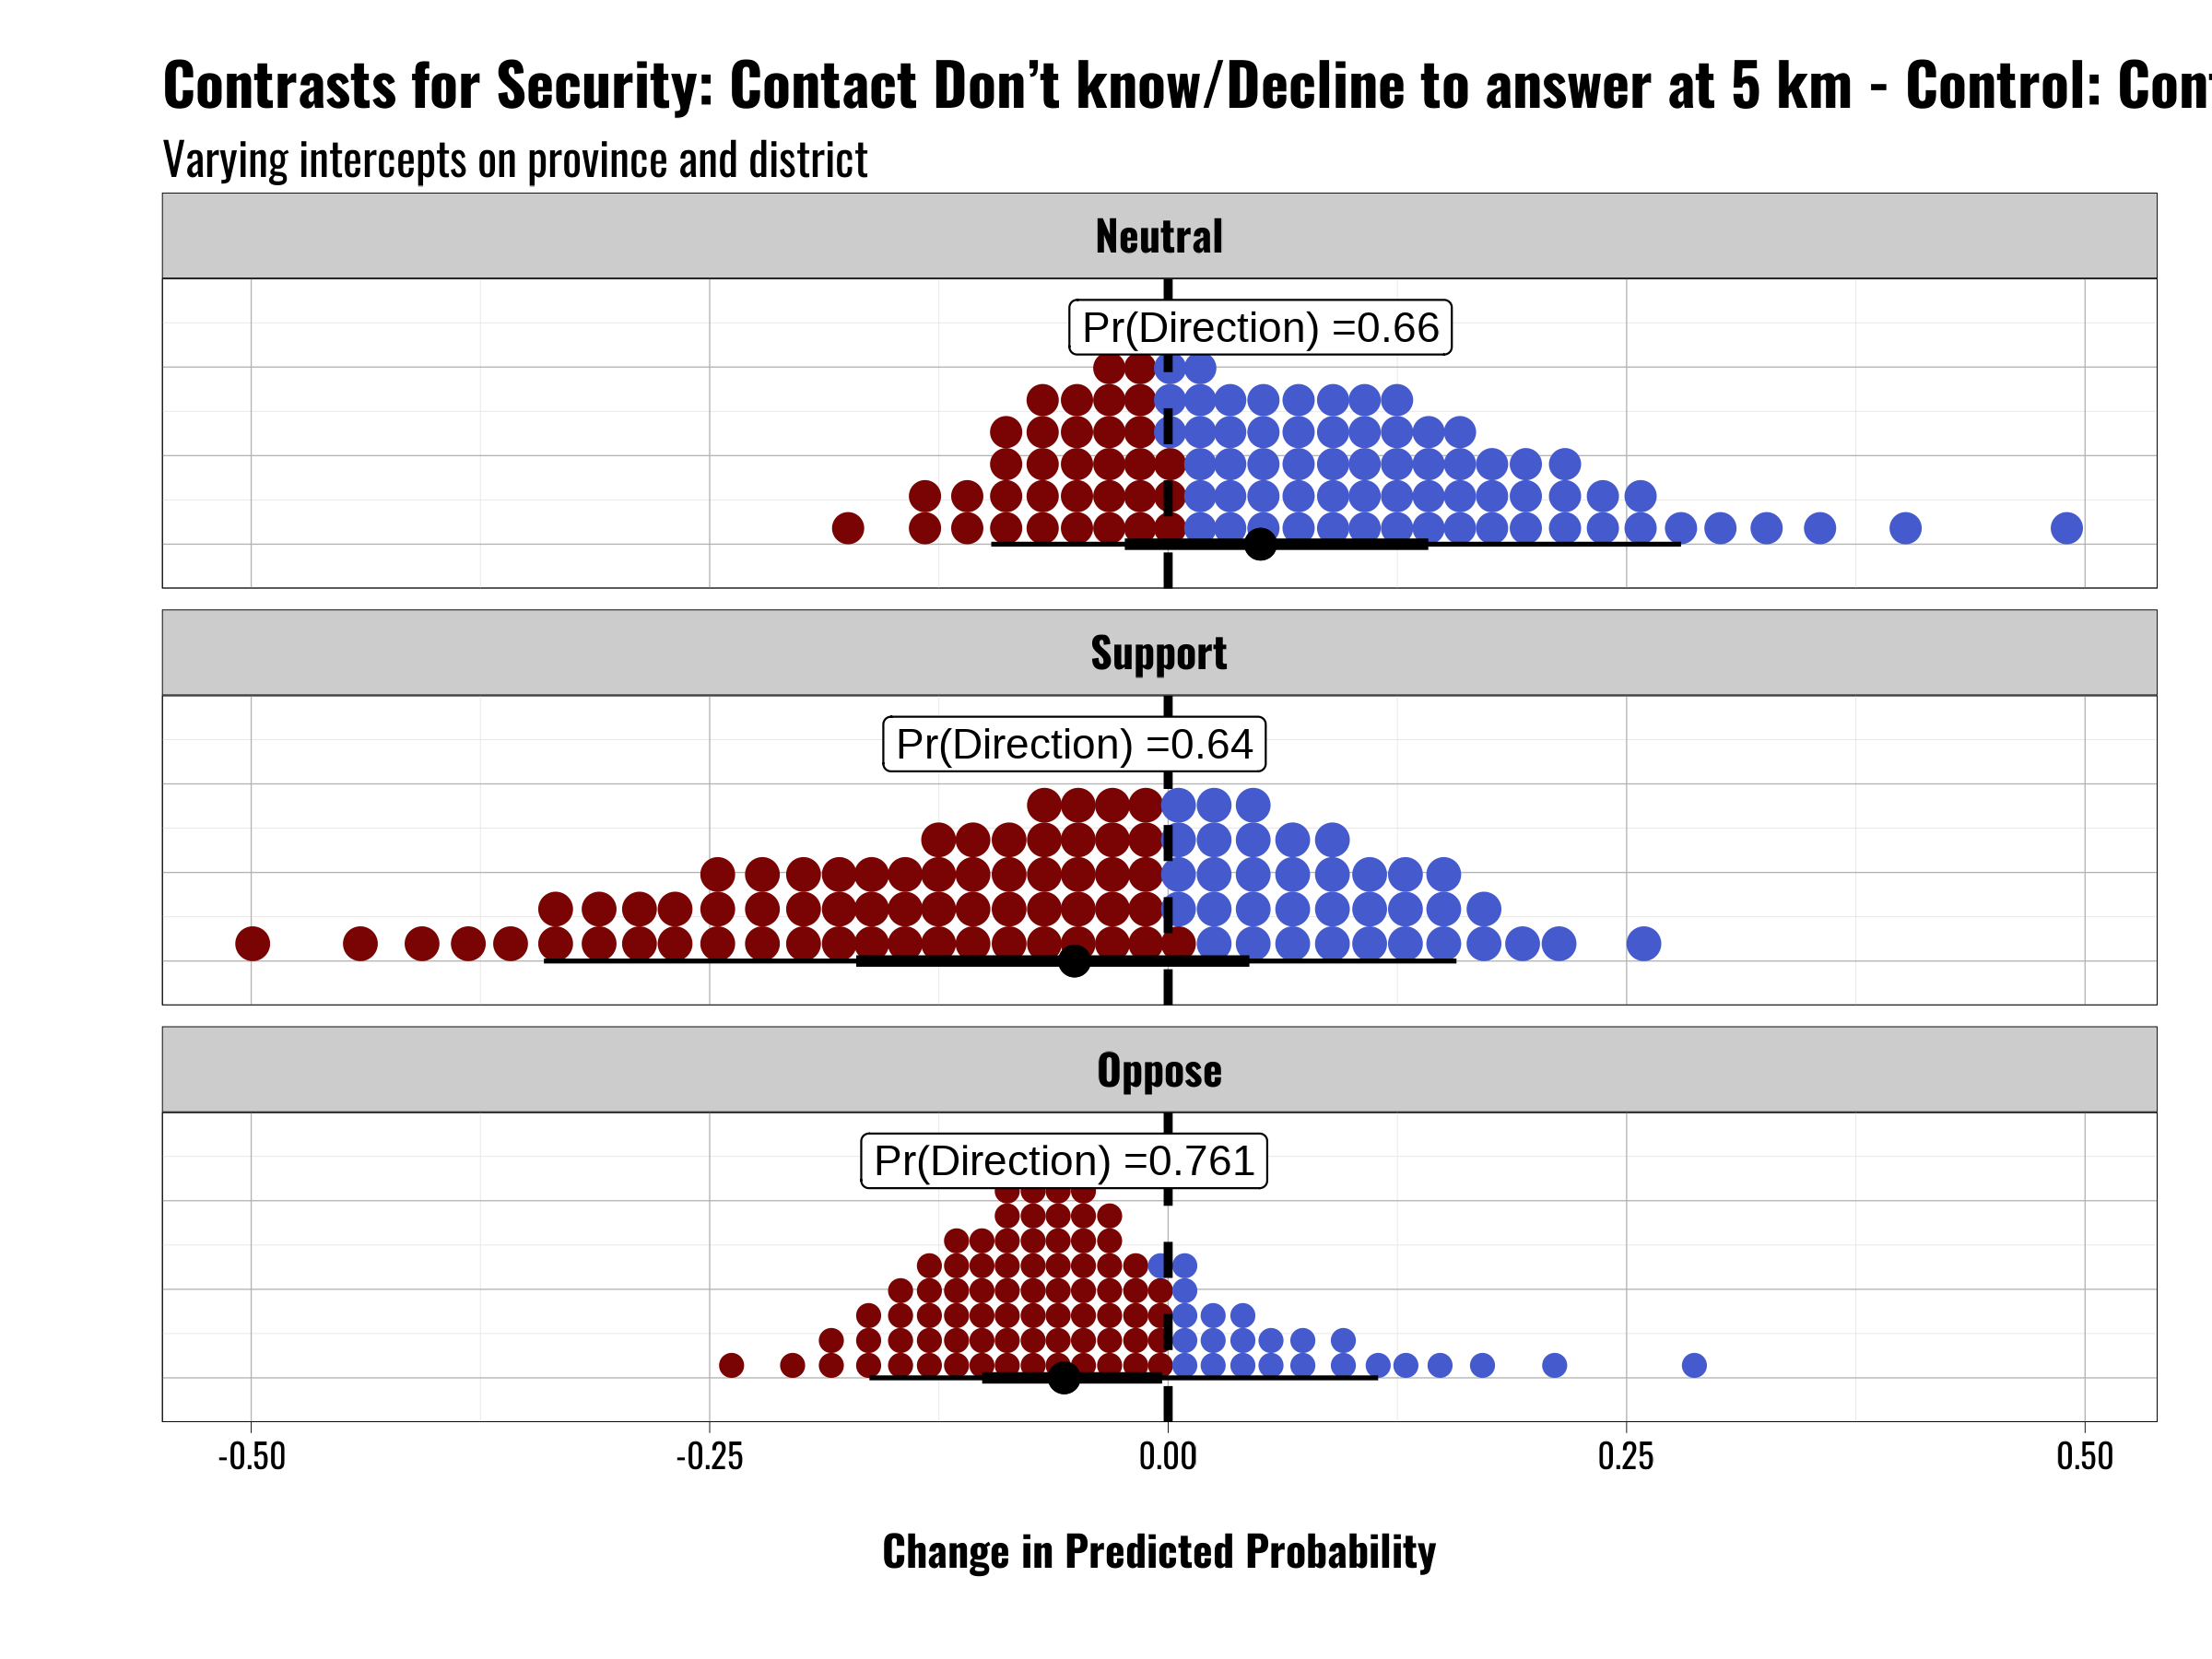 Contrasts for Security: Contact Don’t know/Decline to answer at 5 km - Control: Con
Varying intercepts on province and district
Neutral
Pr(Direction) =0.66
Support
Pr(Direction) =0.64
Oppose
Pr(Direction) =0.761
-0.50 -0.25 0.00 0.25 0.50
Change in Predicted Probability